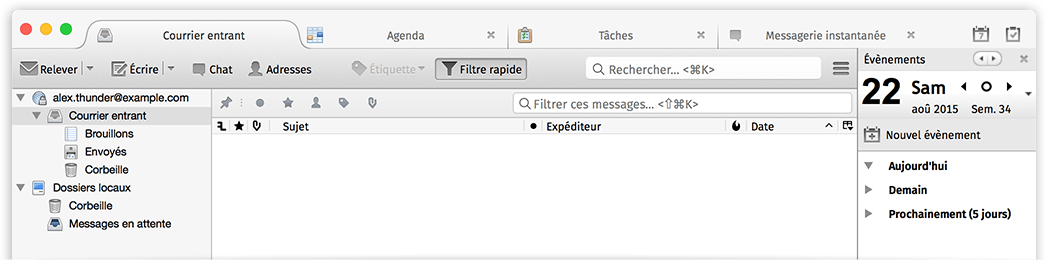 Courrier entrant
Agenda
Tâches
Messagerie instantanée
7
Relever
Écrire
Chat
Adresses
Étiquette
Filtre rapide
Rechercher... <⌘K>
Évènements
alex.thunder@example.com
Courrier entrant
Brouillons
Envoyés
Corbeille
Dossiers locaux
Corbeille
Messages en attente
Filtrer ces messages... <⇧⌘K>
Sujet
Expéditeur
Date
22
Sam
aoû 2015
Sem. 34
Nouvel évènement
Aujourd'hui
Demain
Prochainement (5 jours)